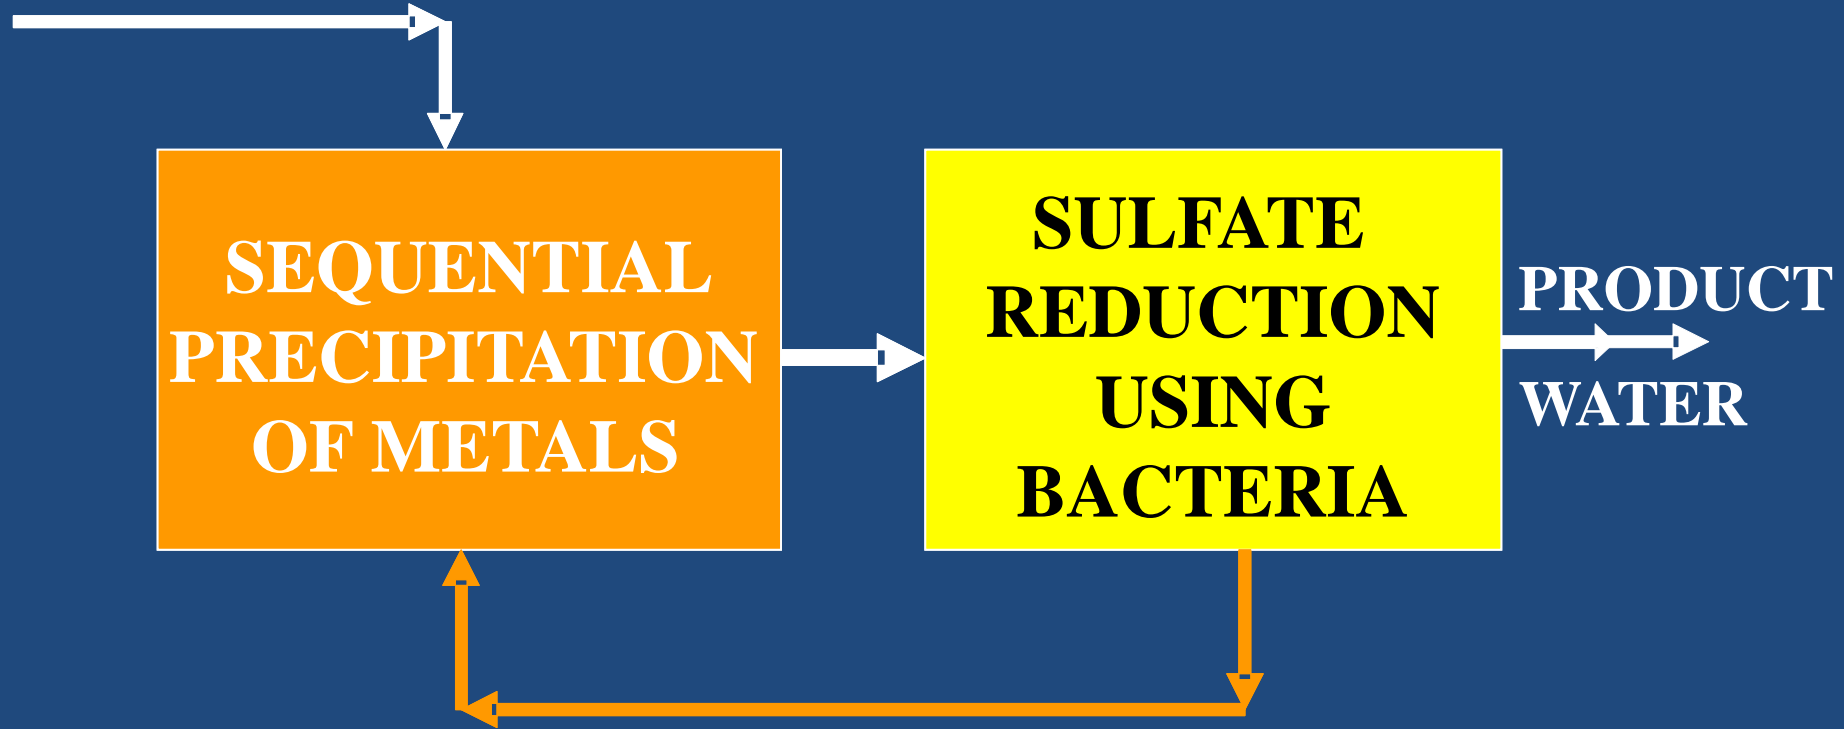 SEQUENTIAL
PRECIPITATION
OF METALS
SULFATE
REDUCTION
USING
BACTERIA
PRODUCT
WATER